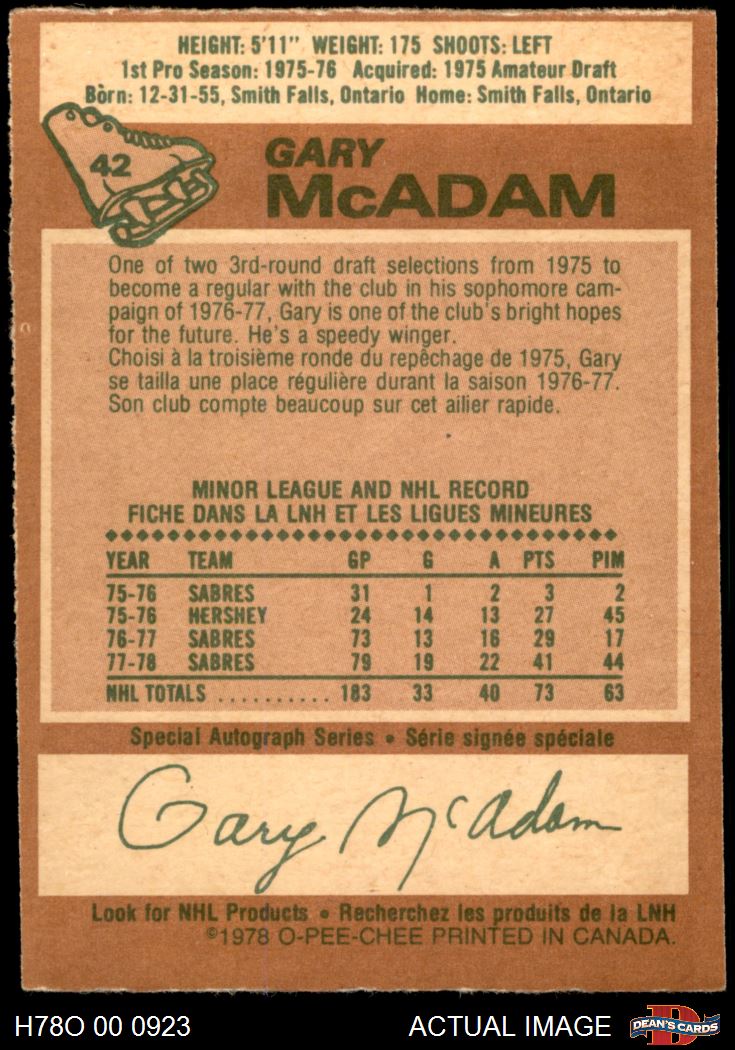 HEIGHT: 5'11" WEIGHT: 175 SHOOTS: LEFT
1st Pro Season: 1975-76 Acquired: 1975 Amateur Draft
Born: 12-31-55, Smith Falls, Ontario Home: Smith Falls, Ontario
42
GARY
McADAM
One of two 3rd-round draft selections from 1975 to
become a regular with the club in his sophomore cam-
paign of 1976-77, Gary is one of the club's bright hopes
for the future. He's a speedy winger.
Choisi à la troisième ronde du repêchage de 1975, Gary
se tailla une place régulière durant la saison 1976-77.
Son club compte beaucoup sur cet ailier rapide.
MINOR LEAGUE AND NHL RECORD
FICHE DANS LA LNH ET LES LIGUES MINEURES
YEAR TEAM GP G A PTS PIM
75-76 SABRES 31 1 2 3 2
75-76 HERSHEY 24 14 13 27 45
76-77 SABRES 73 13 16 29 17
77-78 SABRES 79 19 22 41 44
NHL TOTALS .......... 183 33 40 73 63
Special Autograph Series • Série signée spéciale
Gary McAdam
Look for NHL Products • Recherchez les produits de la LNH
©1978 O-PEE-CHEE PRINTED IN CANADA.
H78O 00 0923 ACTUAL IMAGE D DEAN'S CARDS